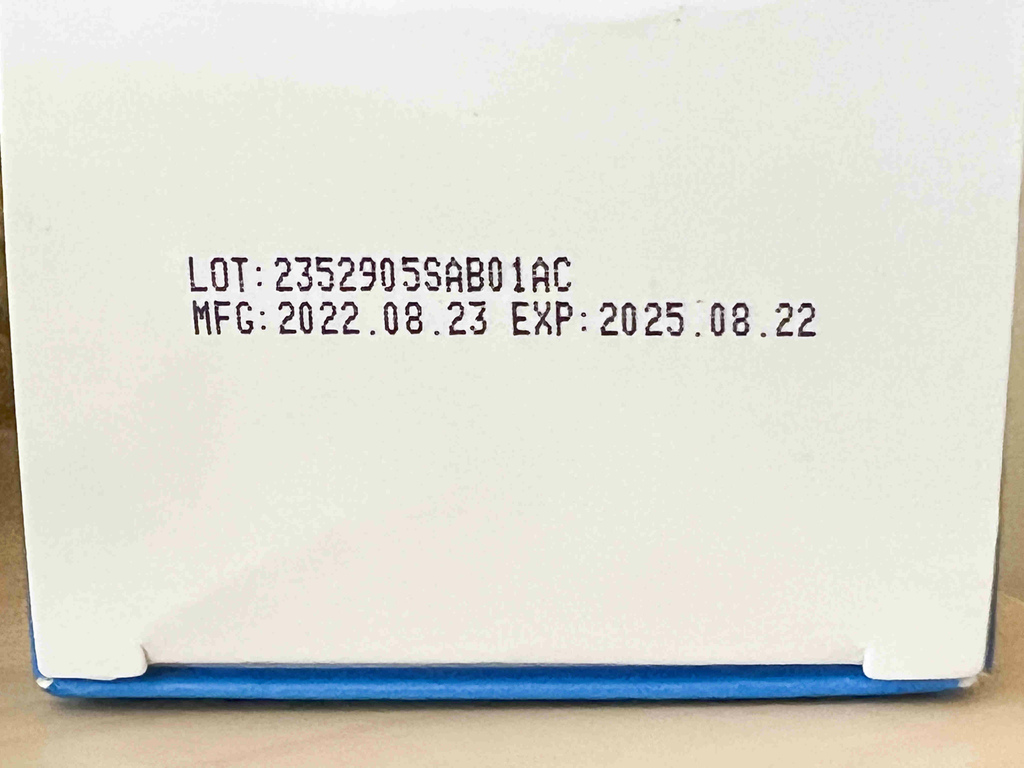 LOT:2352905SAB01AC
MFG:2022.08.23 EXP:2025.08.22